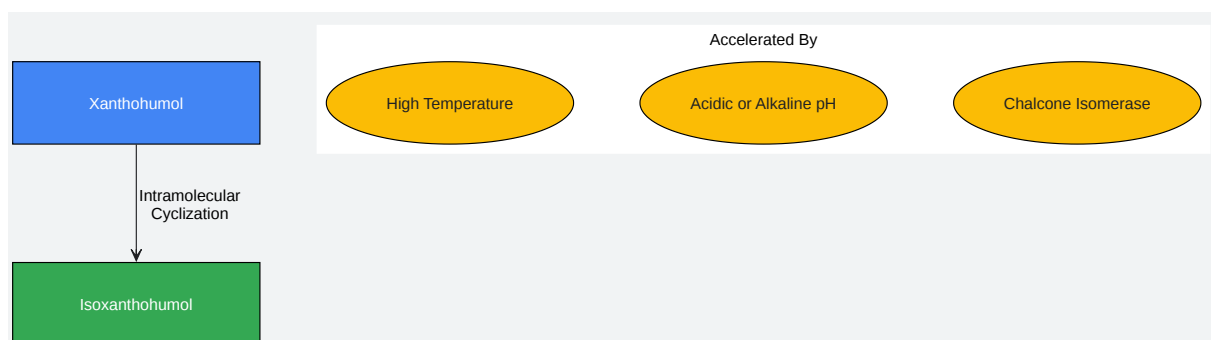 Accelerated By
Xanthohumol
High Temperature
Acidic or Alkaline pH
Chalcone Isomerase
Intramolecular
Cyclization
Isoxanthohumol